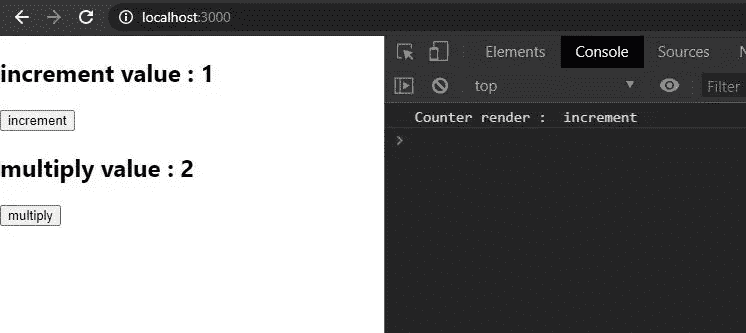 localhost:3000
increment value : 1
increment
multiply value : 2
multiply
Elements Console Sources N
top Filter
Counter render : increment